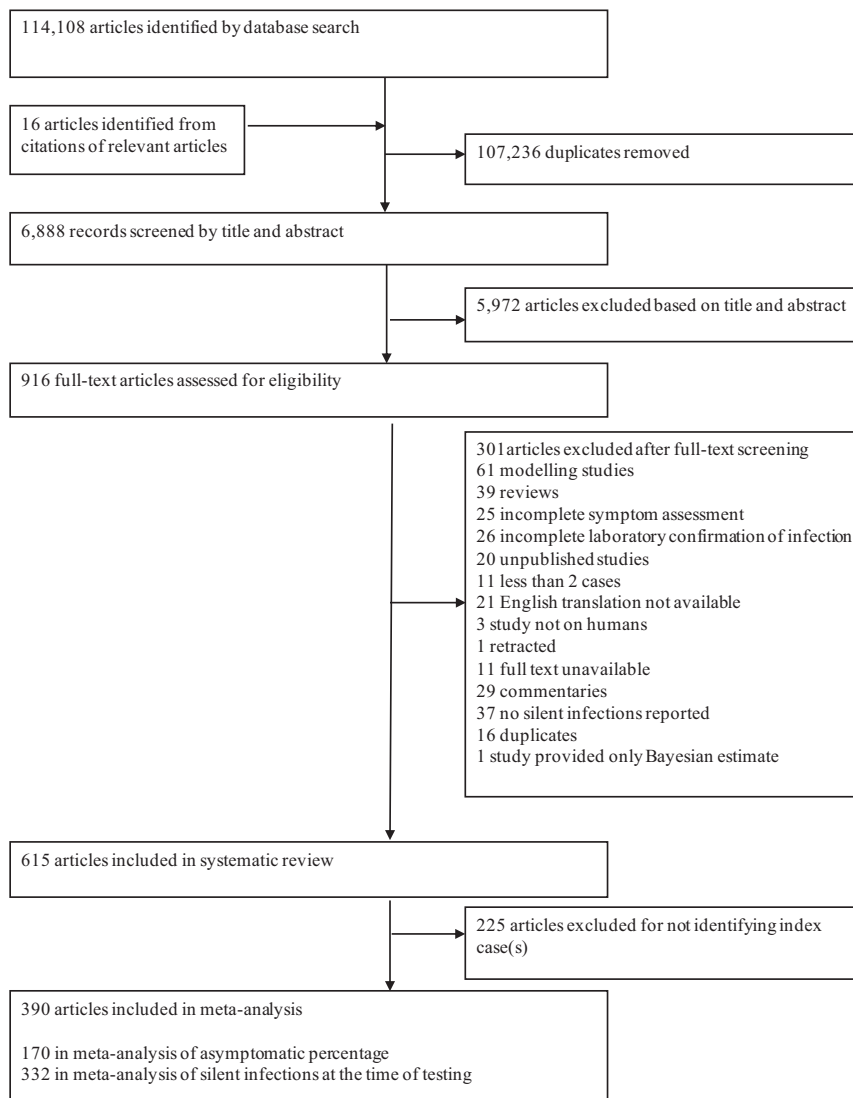 114,108 articles identified by database search
16 articles identified from
citations of relevant articles
107,236 duplicates removed
6,888 records screened by title and abstract
5,972 articles excluded based on title and abstract
916 full-text articles assessed for eligibility
301 articles excluded after full-text screening
61 modelling studies
39 reviews
25 incomplete symptom assessment
26 incomplete laboratory confirmation of infection
20 unpublished studies
11 less than 2 cases
21 English translation not available
3 study not on humans
1 retracted
11 full text unavailable
29 commentaries
37 no silent infections reported
16 duplicates
1 study provided only Bayesian estimate
615 articles included in systematic review
225 articles excluded for not identifying index
case(s)
390 articles included in meta-analysis
170 in meta-analysis of asymptomatic percentage
332 in meta-analysis of silent infections at the time of testing